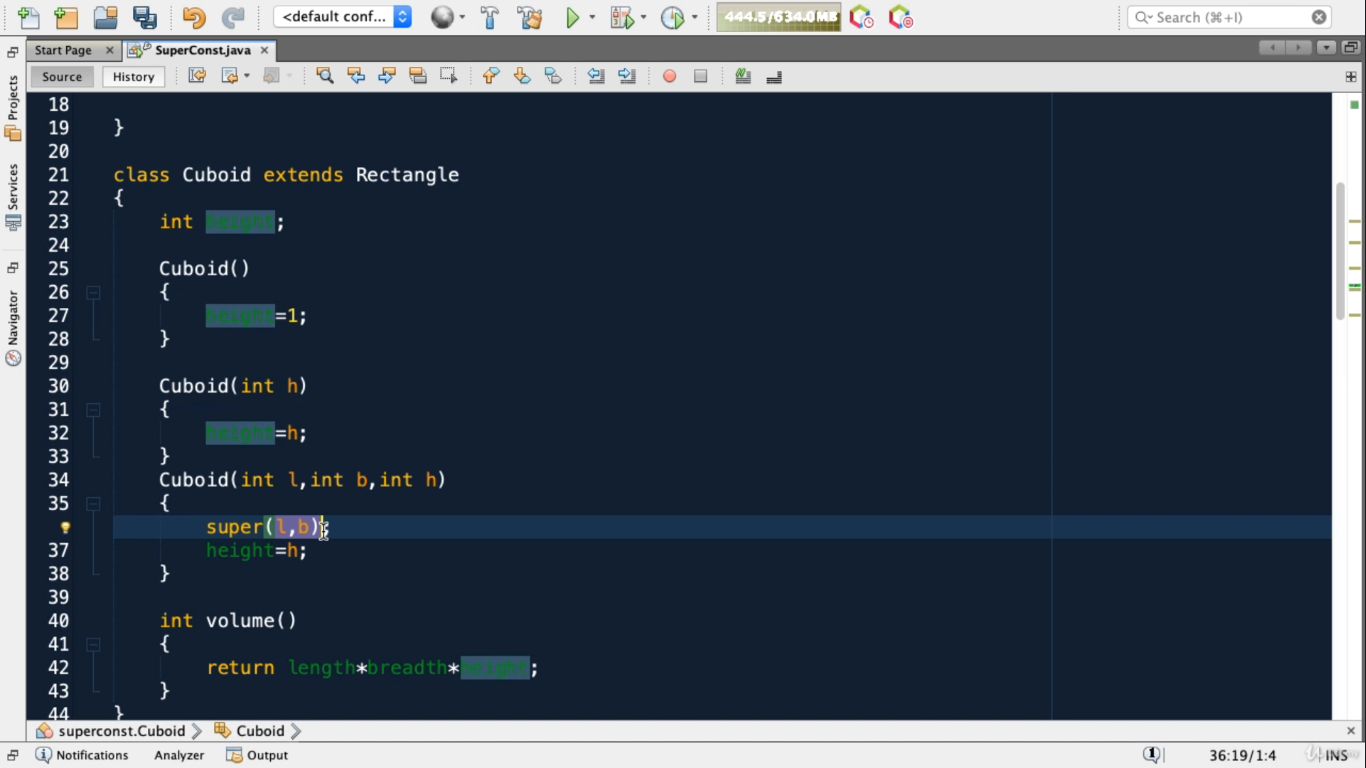 <default conf...
444.5/634.0MB
Search (⌘+I)
Start Page
SuperConst.java
Source
History
Projects
Services
Navigator
18
19 }
20
21 class Cuboid extends Rectangle
22 {
23 int height;
24
25 Cuboid()
26 {
27 height=1;
28 }
29
30 Cuboid(int h)
31 {
32 height=h;
33 }
34 Cuboid(int l,int b,int h)
35 {
super(l,b);
37 height=h;
38 }
39
40 int volume()
41 {
42 return length*breadth*height;
43 }
44 }
superconst.Cuboid
Cuboid
Notifications
Analyzer
Output
1
36:19/1:4
INS